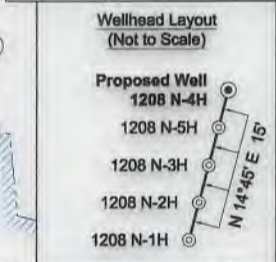 Wellhead Layout
(Not to Scale)
Proposed Well
1208 N-4H
1208 N-5H
1208 N-3H
1208 N-2H
1208 N-1H
N 14°45' E 15'